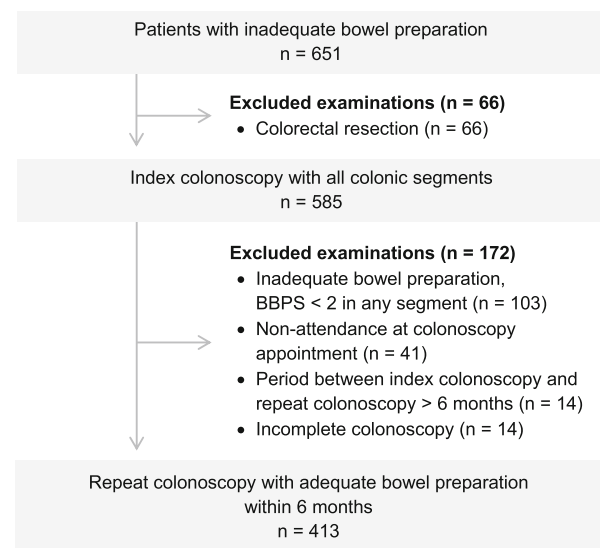 Patients with inadequate bowel preparation
n = 651
Excluded examinations (n = 66)
• Colorectal resection (n = 66)
Index colonoscopy with all colonic segments
n = 585
Excluded examinations (n = 172)
• Inadequate bowel preparation,
BBPS < 2 in any segment (n = 103)
• Non-attendance at colonoscopy
appointment (n = 41)
• Period between index colonoscopy and
repeat colonoscopy > 6 months (n = 14)
• Incomplete colonoscopy (n = 14)
Repeat colonoscopy with adequate bowel preparation
within 6 months
n = 413